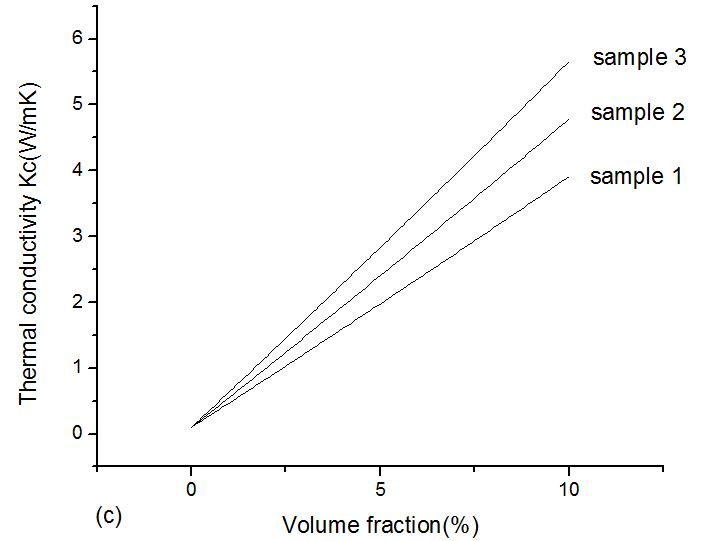 6
5
4
3
2
1
0
Thermal conductivity Kc(W/mK)
sample 3
sample 2
sample 1
0
5
10
(c)
Volume fraction(%)